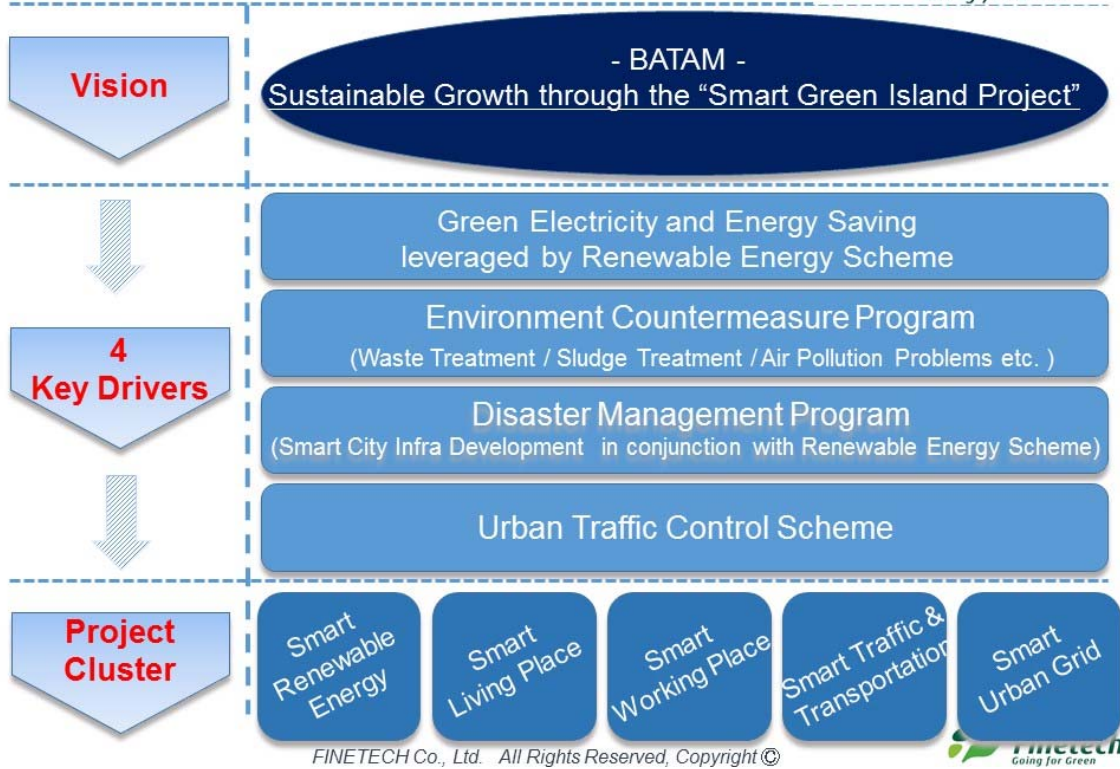 Vision
- BATAM -
Sustainable Growth through the “Smart Green Island Project”
4
Key Drivers
Green Electricity and Energy Saving
leveraged by Renewable Energy Scheme
Environment Countermeasure Program
(Waste Treatment / Sludge Treatment / Air Pollution Problems etc. )
Disaster Management Program
(Smart City Infra Development in conjunction with Renewable Energy Scheme)
Urban Traffic Control Scheme
Project
Cluster
Smart
Renewable
Energy
Smart
Living Place
Smart
Working Place
Smart Traffic &
Transportation
Smart
Urban Grid
FINETECH Co., Ltd. All Rights Reserved, Copyright ©
Finetech
Going for Green